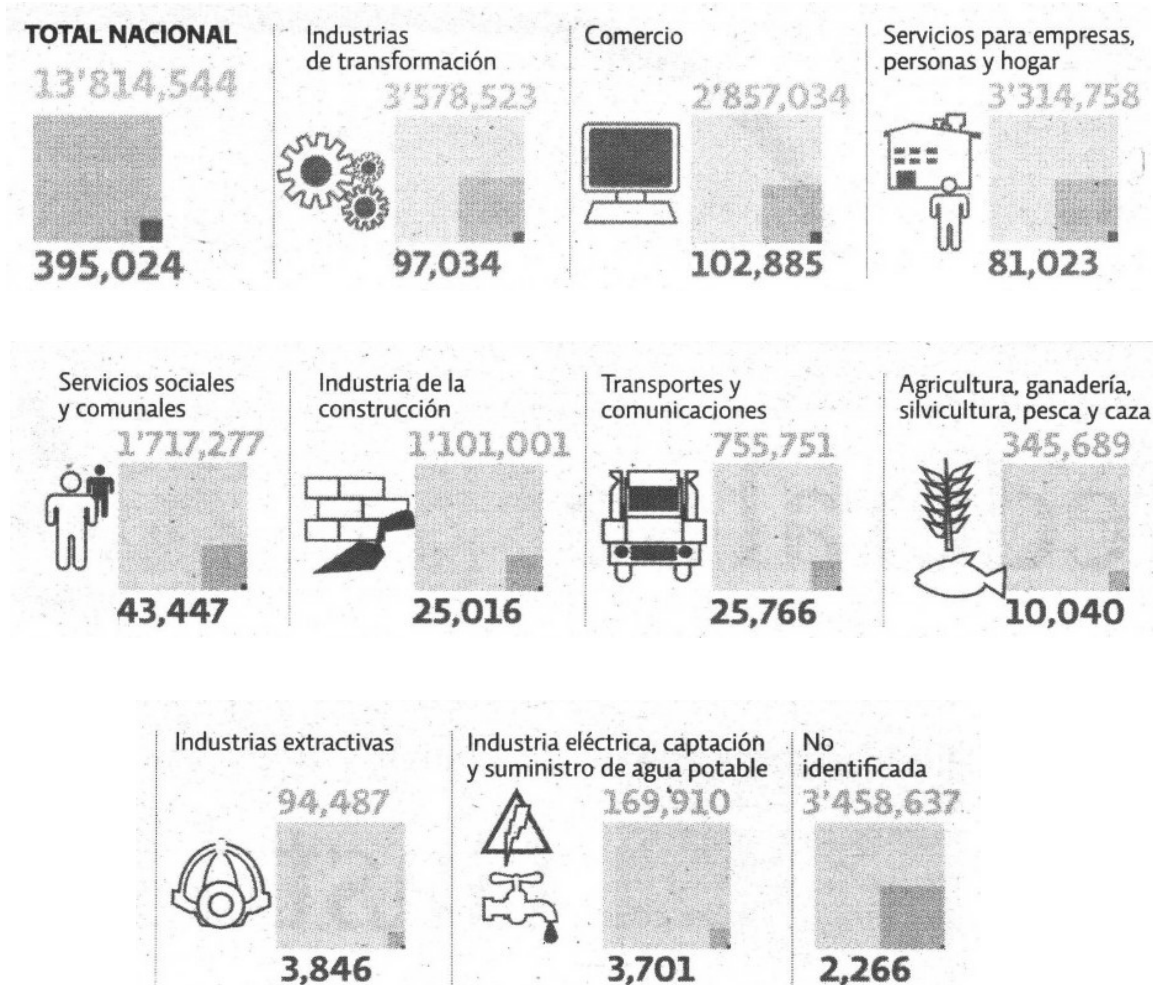 TOTAL NACIONAL
13'814,544
395,024
Industrias
de transformación
3'578,523
97,034
Comercio
2'857,034
102,885
Servicios para empresas,
personas y hogar
3'314,758
81,023
Servicios sociales
y comunales
1'717,277
43,447
Industria de la
construcción
1'101,001
25,016
Transportes y
comunicaciones
755,751
25,766
Agricultura, ganadería,
silvicultura, pesca y caza
345,689
10,040
Industrias extractivas
94,487
3,846
Industria eléctrica, captación
y suministro de agua potable
169,910
3,701
No
identificada
3'458,637
2,266